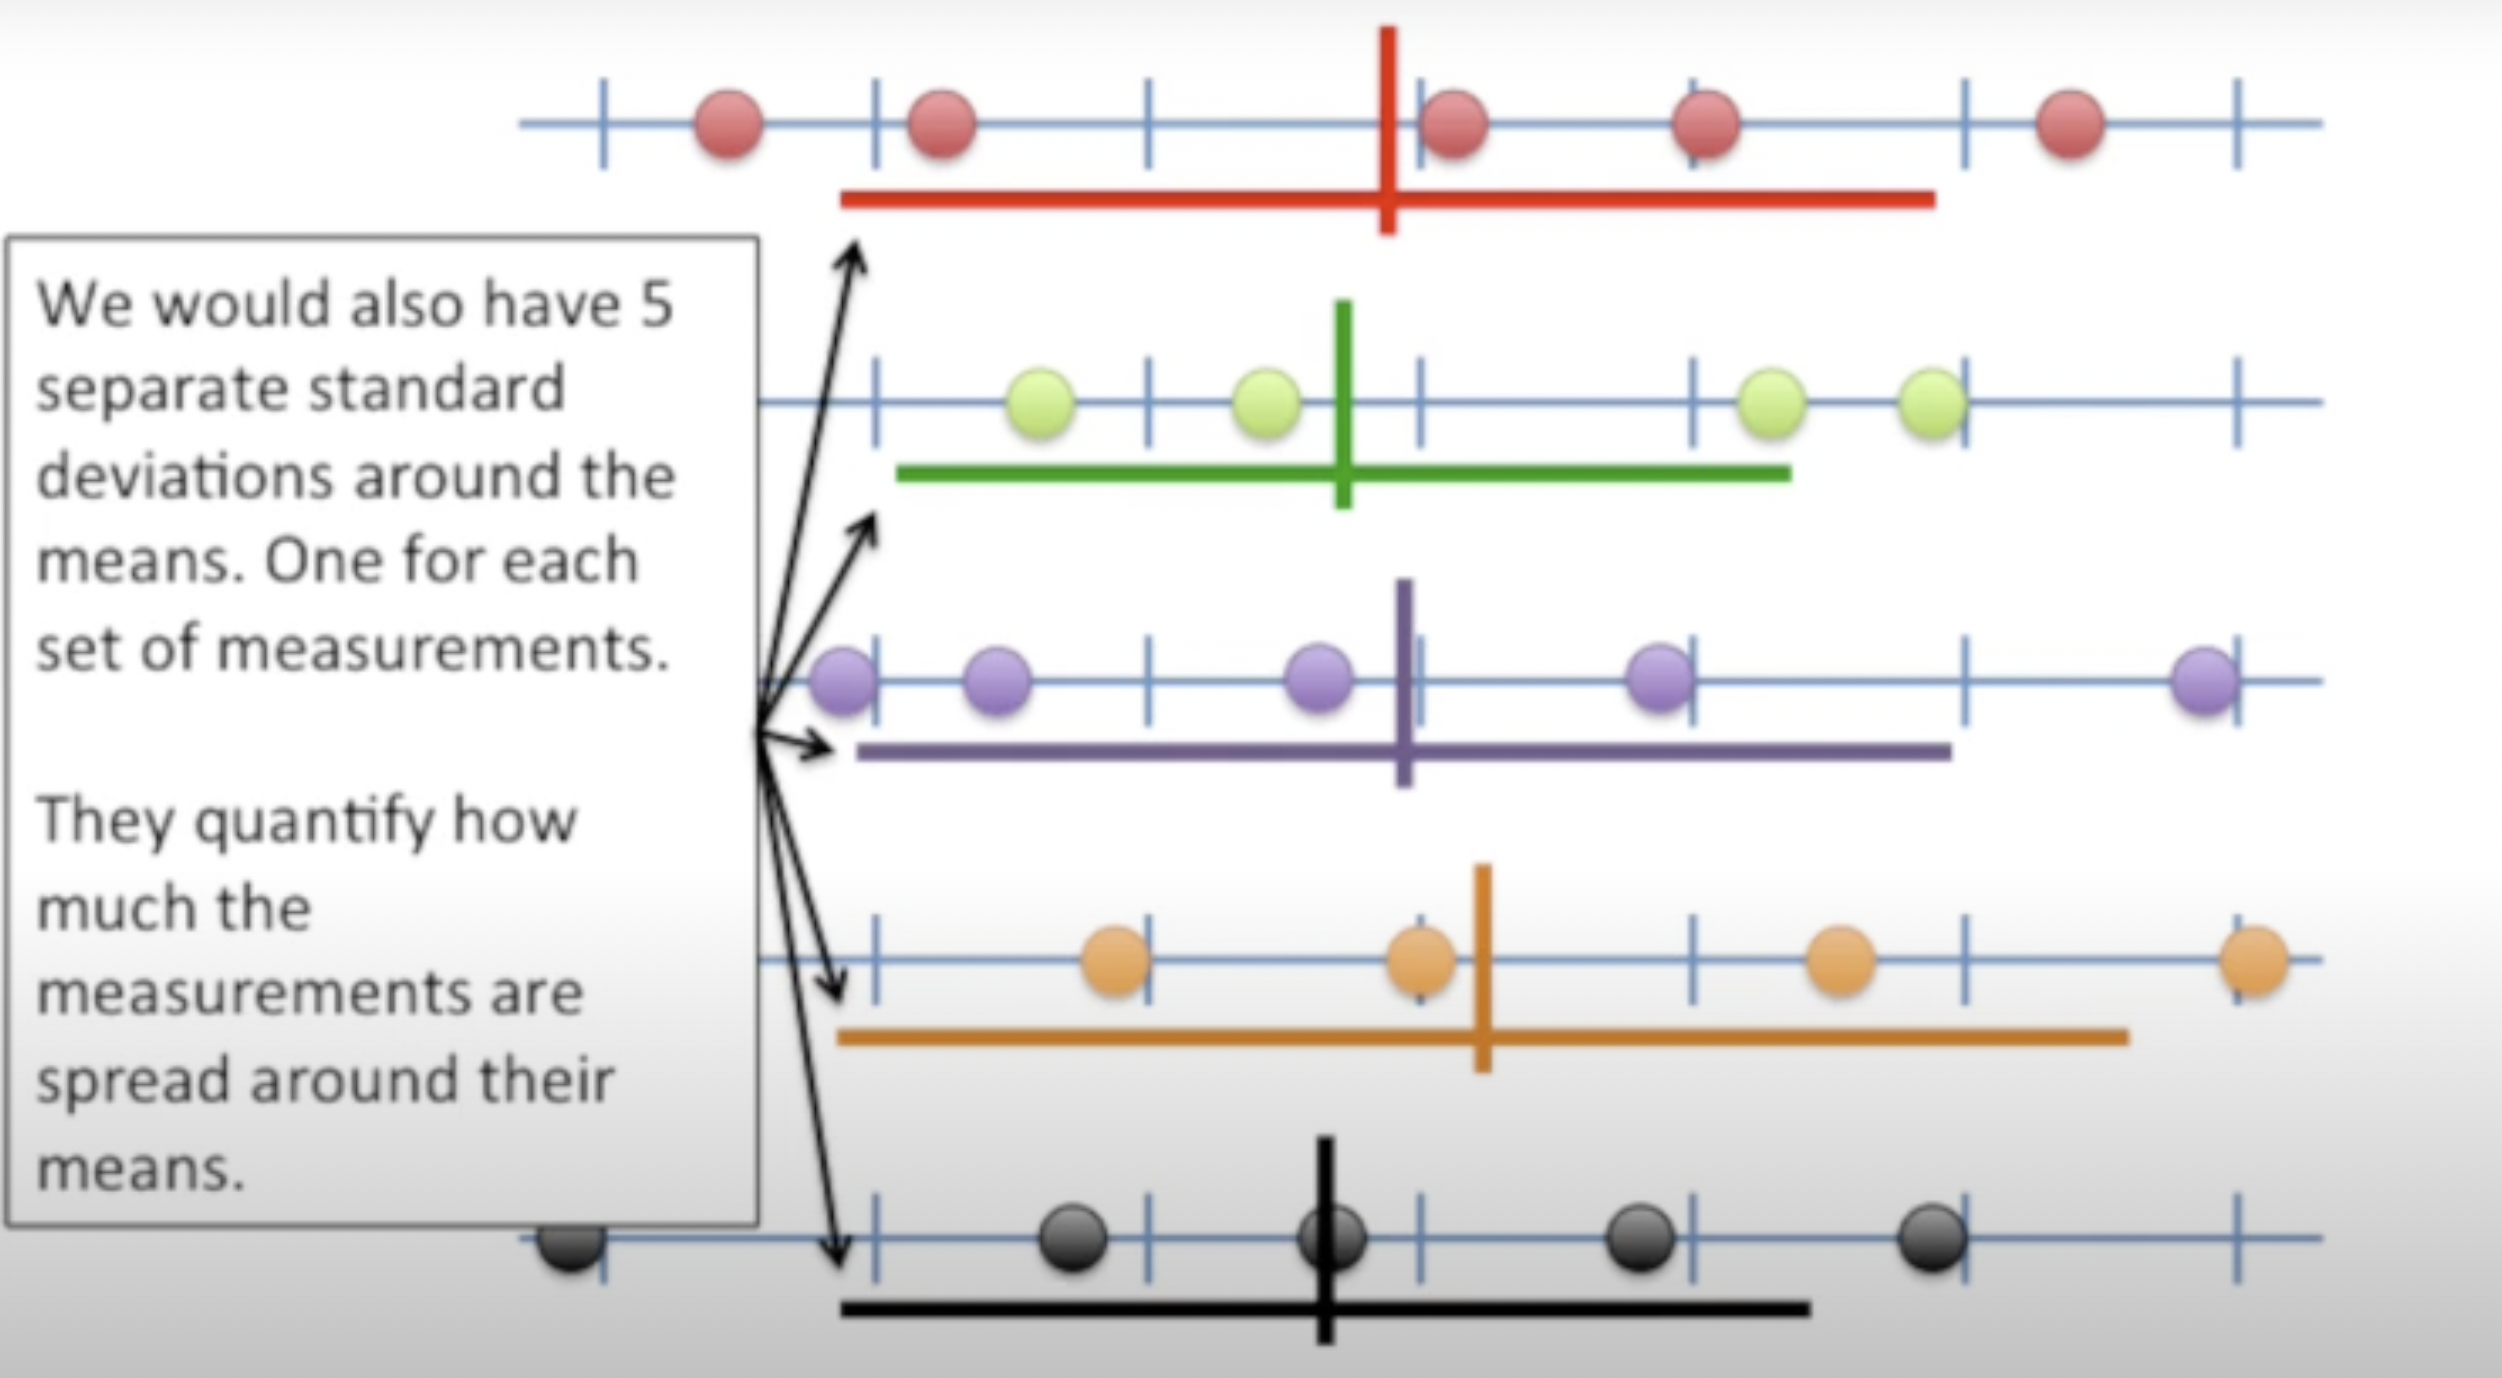 We would also have 5
separate standard
deviations around the
means. One for each
set of measurements.
They quantify how
much the
measurements are
spread around their
means.